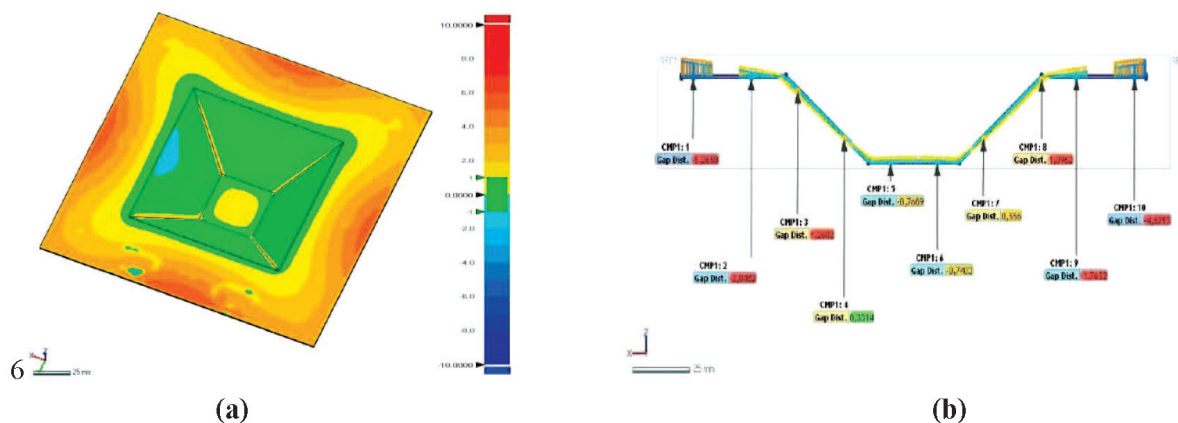 10.0000
8.0
6.0
4.0
2.0
1
0.0000
-1
-2.0
-4.0
-6.0
-8.0
-10.0000
X Z
6
25 mm
(a)
CMP1: 1
Gap Dist.
CMP1: 2
Gap Dist.
CMP1: 3
Gap Dist.
CMP1: 4
Gap Dist. 0,3314
CMP1: 5
Gap Dist. -0,7689
CMP1: 6
Gap Dist. -0,7403
CMP1: 7
Gap Dist. 0,556
CMP1: 8
Gap Dist.
CMP1: 9
Gap Dist.
CMP1: 10
Gap Dist.
X Z
25 mm
(b)